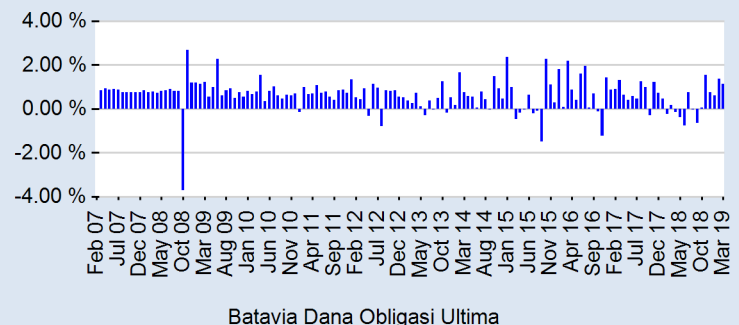 4.00 %
2.00 %
0.00 %
-2.00 %
-4.00 %
Feb 07
Jul 07
Dec 07
May 08
Oct 08
Mar 09
Aug 09
Jan 10
Jun 10
Nov 10
Apr 11
Sep 11
Feb 12
Jul 12
Dec 12
May 13
Oct 13
Mar 14
Aug 14
Jan 15
Jun 15
Nov 15
Apr 16
Sep 16
Feb 17
Jul 17
Dec 17
May 18
Oct 18
Mar 19
Batavia Dana Obligasi Ultima